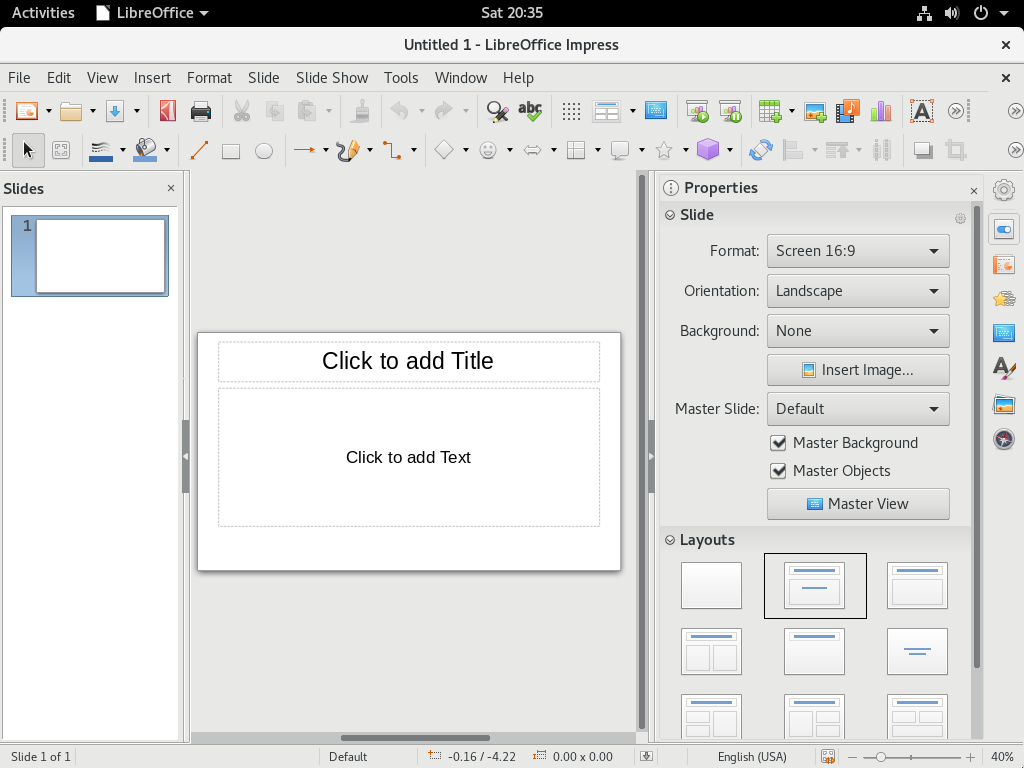 Activities LibreOffice Sat 20:35
Untitled 1 - LibreOffice Impress
File Edit View Insert Format Slide Slide Show Tools Window Help
abc A
Slides Properties
1 Slide
Format: Screen 16:9
Orientation: Landscape
Background: None
Insert Image...
Click to add Title
Master Slide: Default
Master Background
Click to add Text
Master Objects
Master View
Layouts
Slide 1 of 1 Default -0.16 / -4.22 0.00 x 0.00 English (USA) 40%